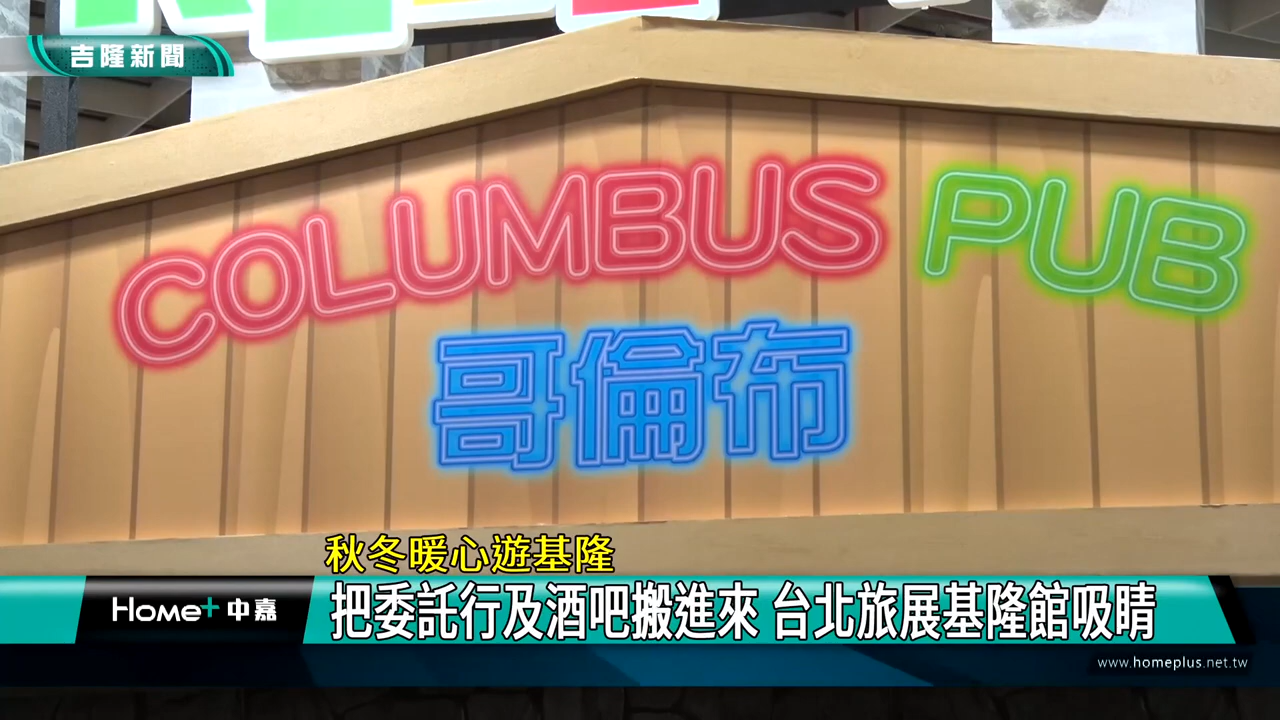 吉隆新聞
COLUMBUS PUB
哥倫布
秋冬暖心遊基隆
Home+ 中嘉
把委託行及酒吧搬進來 台北旅展基隆館吸睛
www.homeplus.net.tw